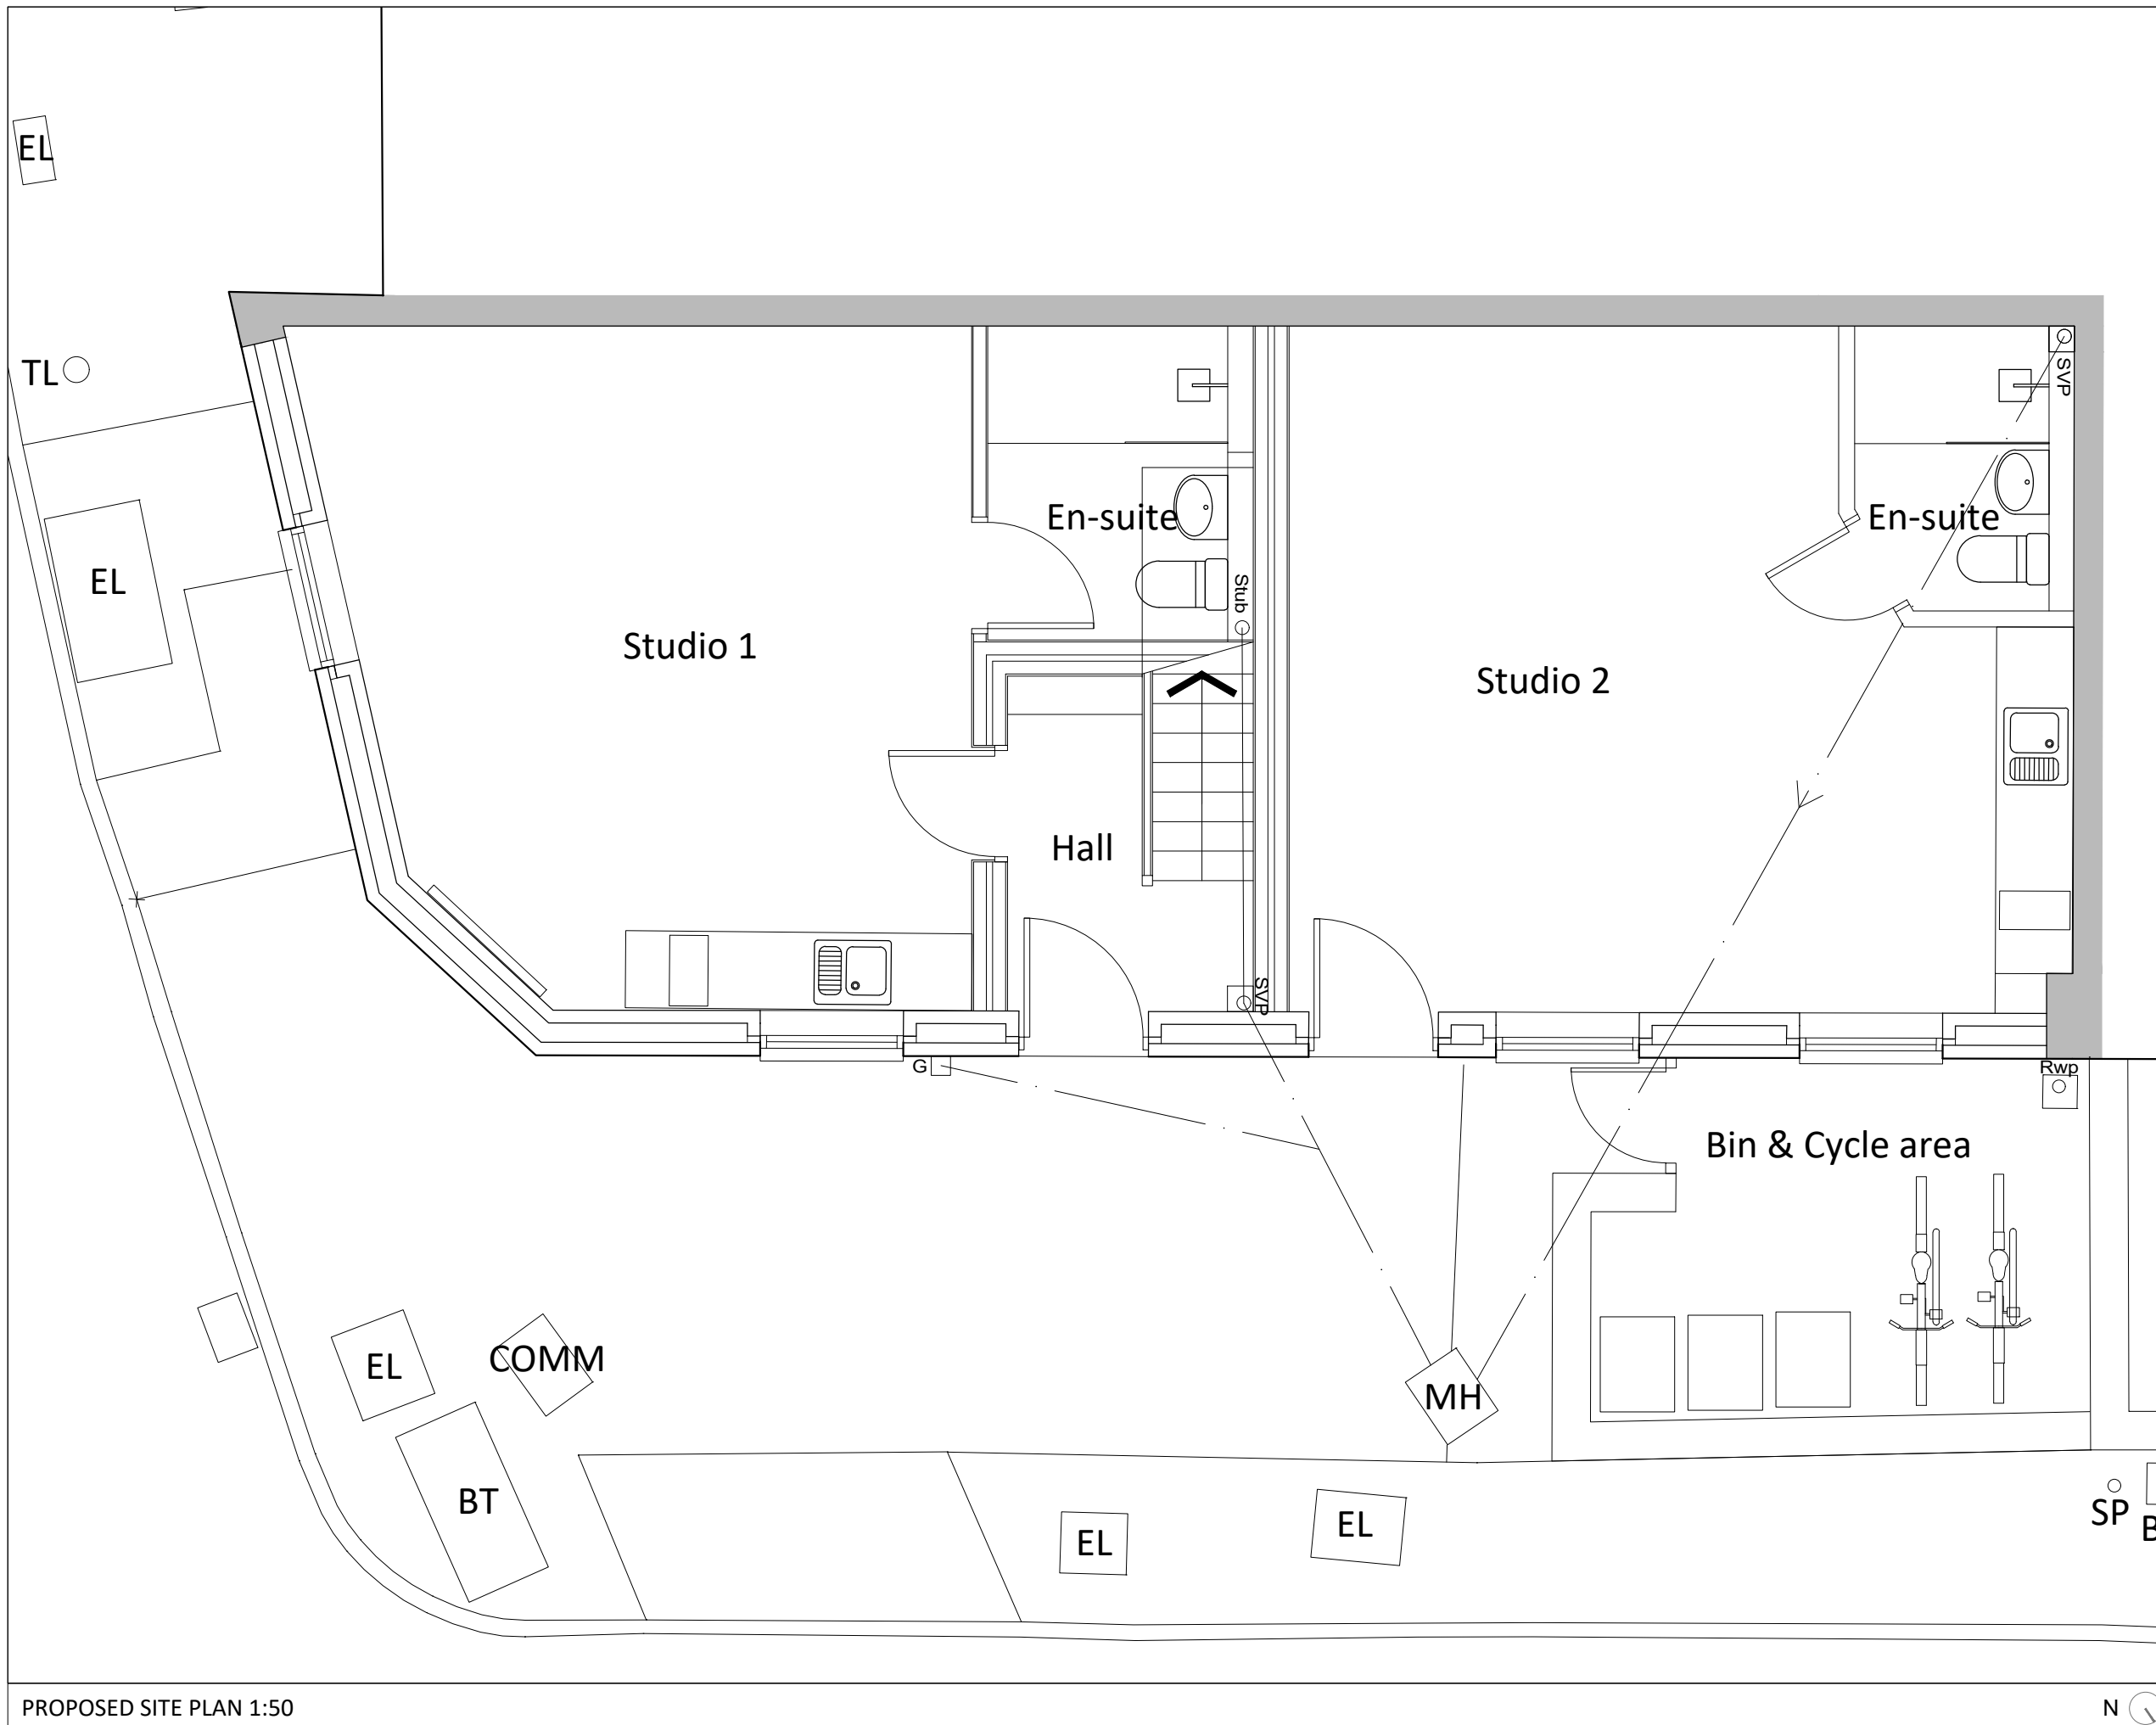 EL
TL
EL
Studio 1
En-suite
Stub
Hall
SVP
Studio 2
En-suite
SVP
G
Rwp
Bin & Cycle area
EL
COMM
BT
MH
EL
EL
SP
PROPOSED SITE PLAN 1:50
N